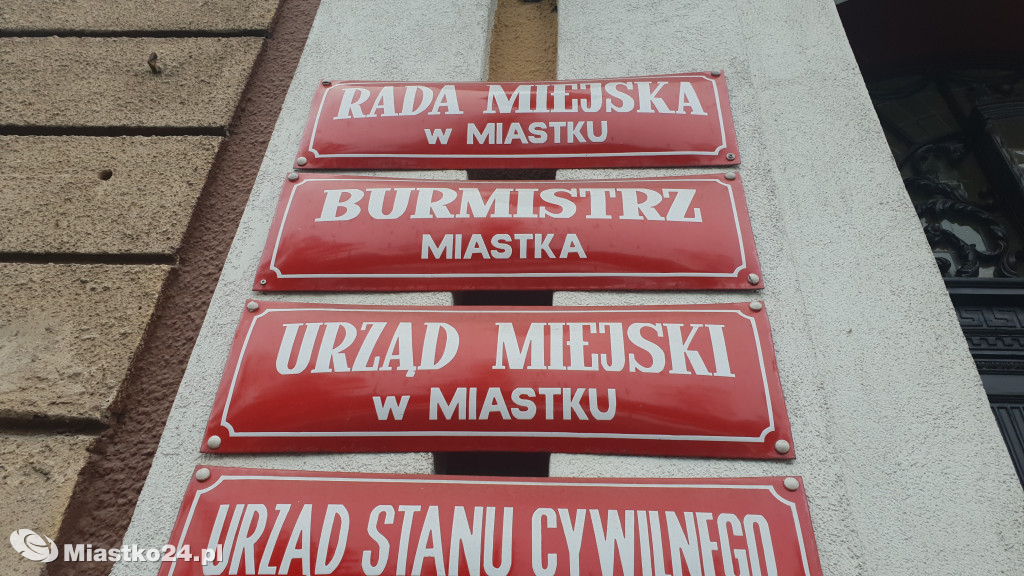 RADA MIEJSKA
w MIASTKU
BURMISTRZ
MIASTKA
URZĄD MIEJSKI
w MIASTKU
URZĄD STANU CYWILNEGO
Miastko24.pl